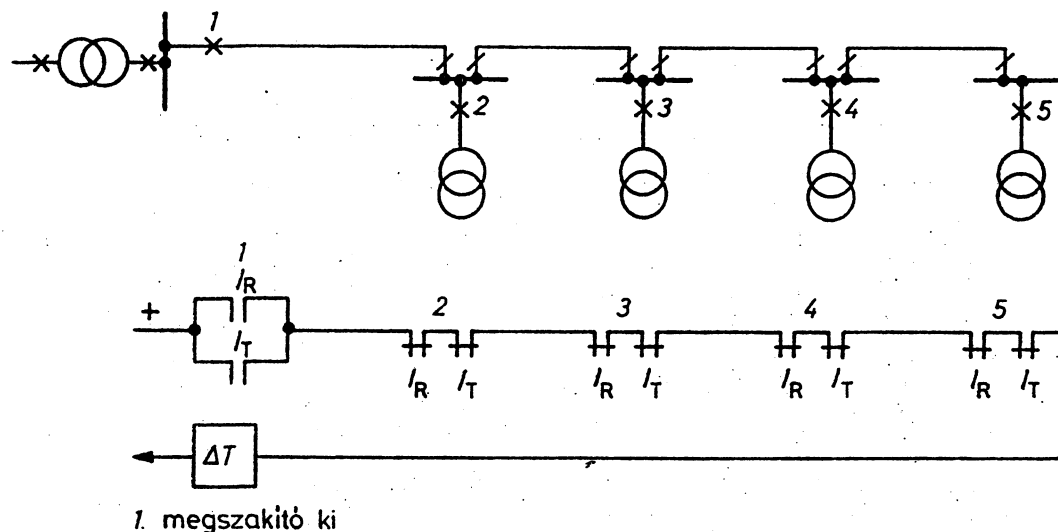 1
2 3 4 5
1
I_R
+
I_T
2 3 4 5
I_R I_T I_R I_T I_R I_T I_R I_T
ΔT
1. megszakító ki